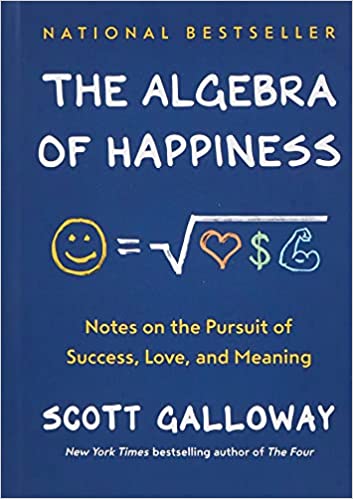 NATIONAL BESTSELLER
THE ALGEBRA
OF HAPPINESS
= √ $
Notes on the Pursuit of
Success, Love, and Meaning
SCOTT GALLOWAY
New York Times bestselling author of The Four